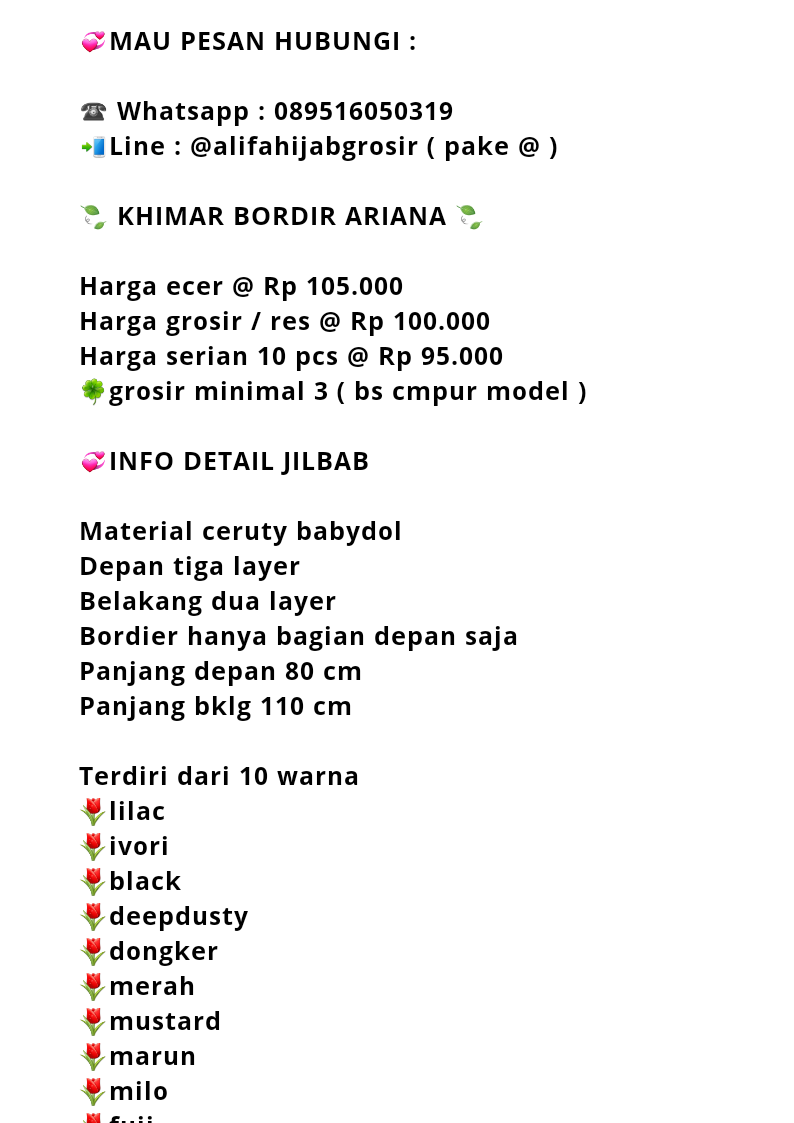 💞MAU PESAN HUBUNGI :
☎ Whatsapp : 089516050319
📲Line : @alifahijabgrosir ( pake @ )
🍃 KHIMAR BORDIR ARIANA 🍃
Harga ecer @ Rp 105.000
Harga grosir / res @ Rp 100.000
Harga serian 10 pcs @ Rp 95.000
🍀grosir minimal 3 ( bs cmpur model )
💞INFO DETAIL JILBAB
Material ceruty babydol
Depan tiga layer
Belakang dua layer
Bordier hanya bagian depan saja
Panjang depan 80 cm
Panjang bklg 110 cm
Terdiri dari 10 warna
🌷lilac
🌷ivori
🌷black
🌷deepdusty
🌷dongker
🌷merah
🌷mustard
🌷marun
🌷milo